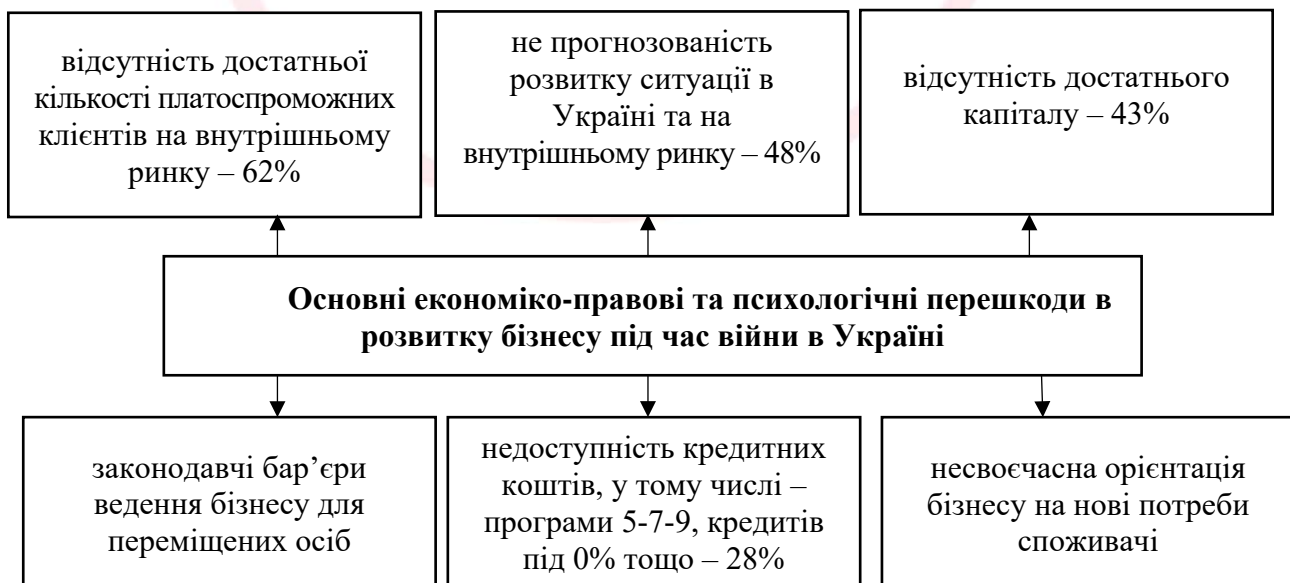 відсутність достатньої
кількості платоспроможних
клієнтів на внутрішньому
ринку – 62%
не прогнозованість
розвитку ситуації в
Україні та на
внутрішньому ринку – 48%
відсутність достатнього
капіталу – 43%
Основні економіко-правові та психологічні перешкоди в
розвитку бізнесу під час війни в Україні
законодавчі бар’єри
ведення бізнесу для
переміщених осіб
недоступність кредитних
коштів, у тому числі –
програми 5-7-9, кредитів
під 0% тощо – 28%
несвоєчасна орієнтація
бізнесу на нові потреби
споживачі